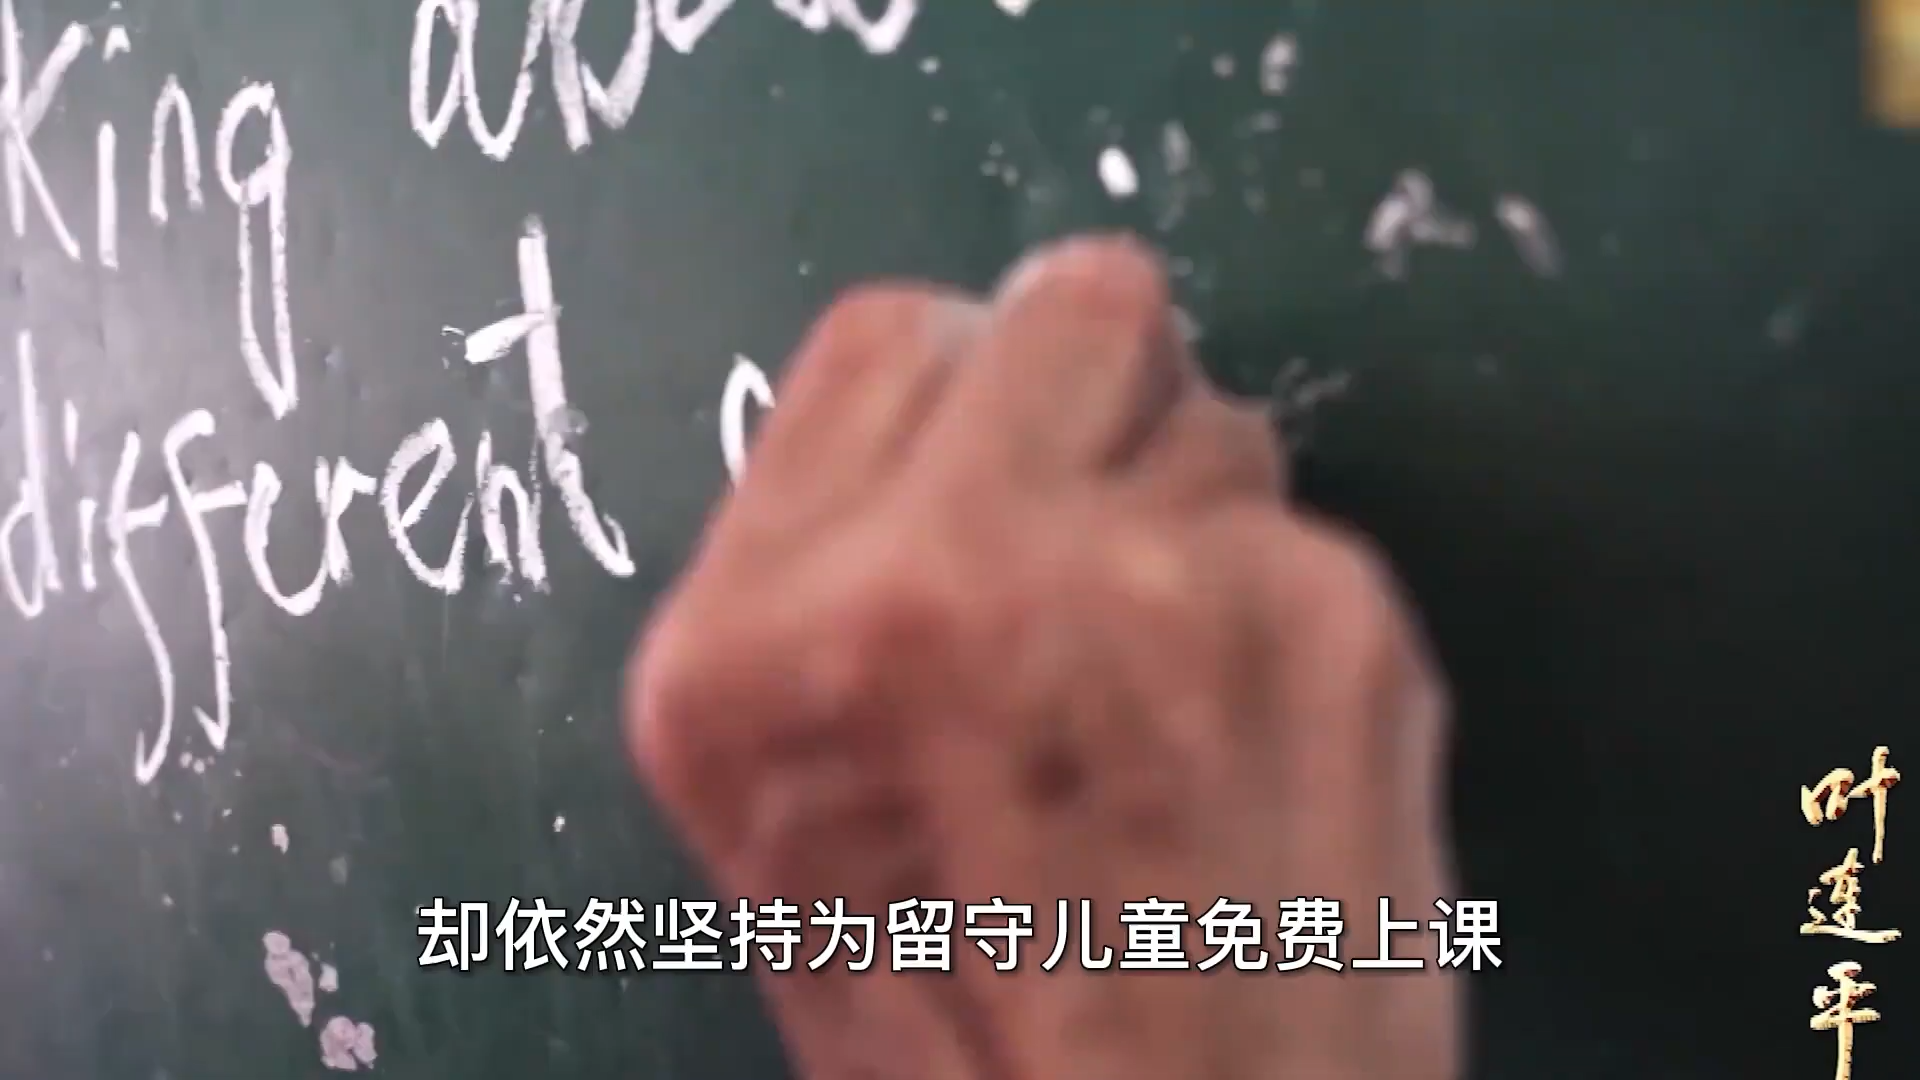 king
different
却依然坚持为留守儿童免费上课
叶连平